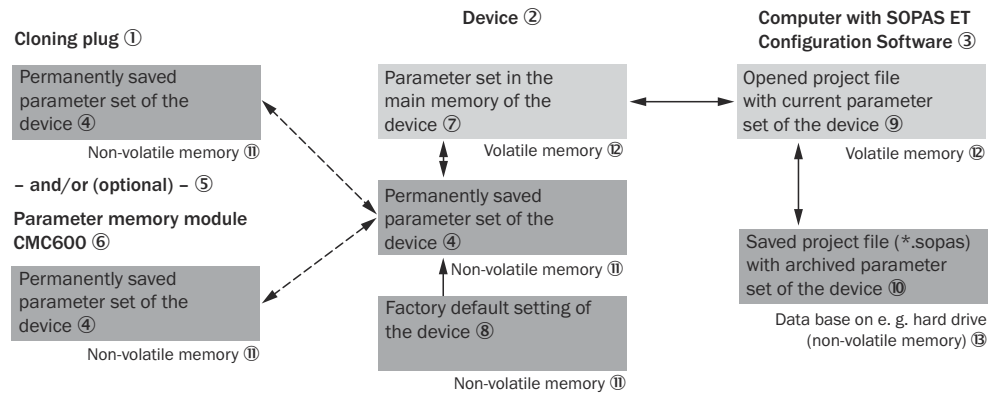 Cloning plug ①
Permanently saved
parameter set of the
device ④
Non-volatile memory ⑪
– and/or (optional) – ⑤
Parameter memory module
CMC600 ⑥
Permanently saved
parameter set of the
device ④
Non-volatile memory ⑪
Device ②
Parameter set in the
main memory of the
device ⑦
Volatile memory ⑫
Permanently saved
parameter set of the
device ④
Non-volatile memory ⑪
Factory default setting of
the device ⑧
Non-volatile memory ⑪
Computer with SOPAS ET
Configuration Software ③
Opened project file
with current parameter
set of the device ⑨
Volatile memory ⑫
Saved project file (*.sopas)
with archived parameter
set of the device ⑩
Data base on e. g. hard drive
(non-volatile memory) ⑬